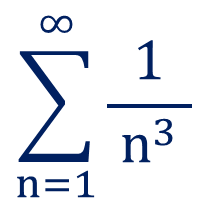 ∞
∑ 1/n³
n=1